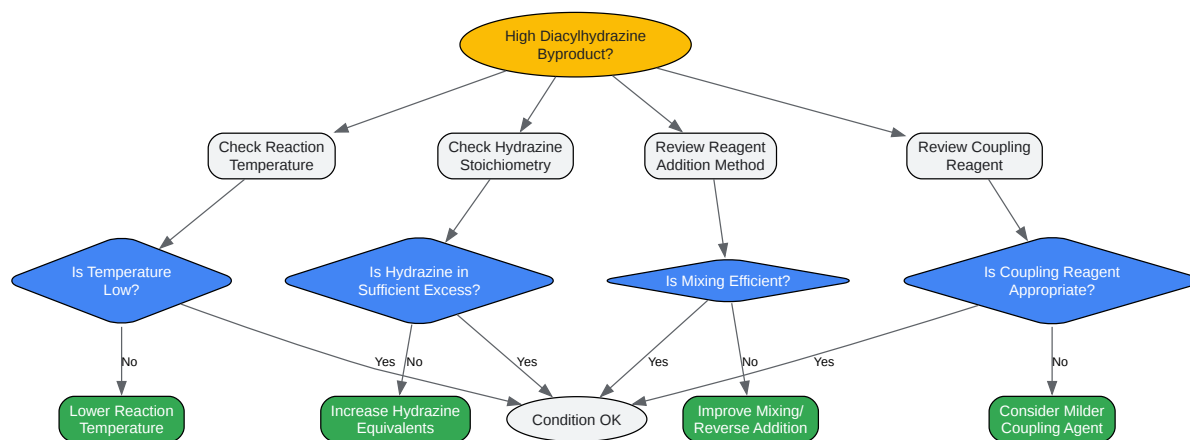 High Diacylhydrazine
Byproduct?
Check Reaction
Temperature
Check Hydrazine
Stoichiometry
Review Reagent
Addition Method
Review Coupling
Reagent
Is Temperature
Low?
Is Hydrazine in
Sufficient Excess?
Is Mixing Efficient?
Is Coupling Reagent
Appropriate?
No
Yes
No
Yes
Yes
No
Yes
No
Lower Reaction
Temperature
Increase Hydrazine
Equivalents
Condition OK
Improve Mixing/
Reverse Addition
Consider Milder
Coupling Agent